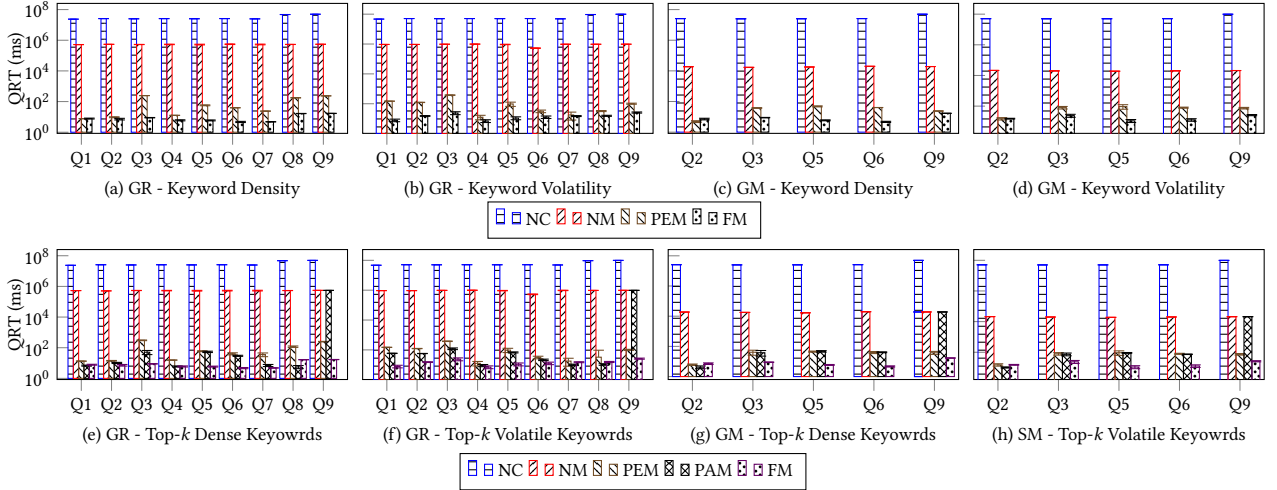 QRT (ms)
10^8
10^6
10^4
10^2
10^0
Q1 Q2 Q3 Q4 Q5 Q6 Q7 Q8 Q9
(a) GR - Keyword Density
Q1 Q2 Q3 Q4 Q5 Q6 Q7 Q8 Q9
(b) GR - Keyword Volatility
Q2 Q3 Q5 Q6 Q9
(c) GM - Keyword Density
Q2 Q3 Q5 Q6 Q9
(d) GM - Keyword Volatility
NC NM PEM FM
QRT (ms)
10^8
10^6
10^4
10^2
10^0
Q1 Q2 Q3 Q4 Q5 Q6 Q7 Q8 Q9
(e) GR - Top-k Dense Keyowrds
Q1 Q2 Q3 Q4 Q5 Q6 Q7 Q8 Q9
(f) GR - Top-k Volatile Keyowrds
Q2 Q3 Q5 Q6 Q9
(g) GM - Top-k Dense Keyowrds
Q2 Q3 Q5 Q6 Q9
(h) SM - Top-k Volatile Keyowrds
NC NM PEM PAM FM